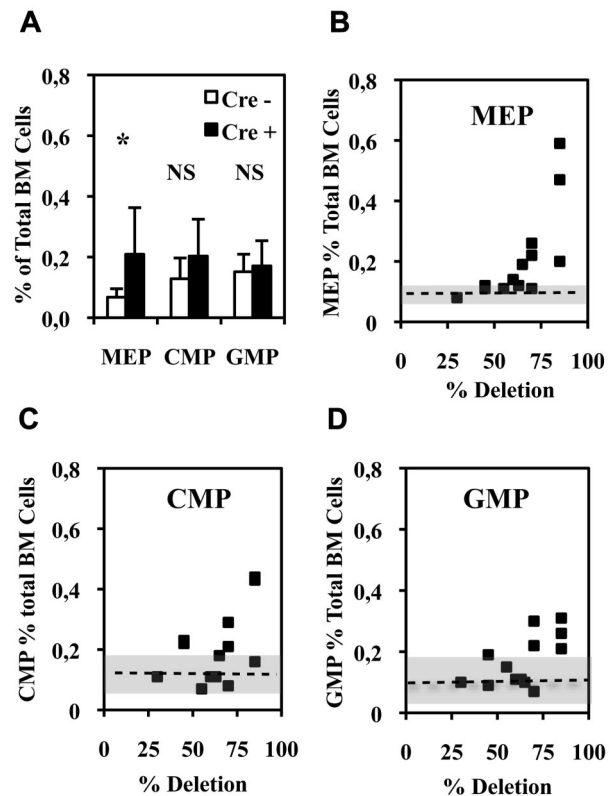 A
% of Total BM Cells
0,8
0,6
0,4
0,2
0,0
Cre -
Cre +
*
NS
NS
MEP
CMP
GMP
B
MEP % Total BM Cells
0,8
0,6
0,4
0,2
0
MEP
0
25
50
75
100
% Deletion
C
CMP % total BM Cells
0,8
0,6
0,4
0,2
0
CMP
0
25
50
75
100
% Deletion
D
GMP % Total BM Cells
0,8
0,6
0,4
0,2
0
GMP
0
25
50
75
100
% Deletion